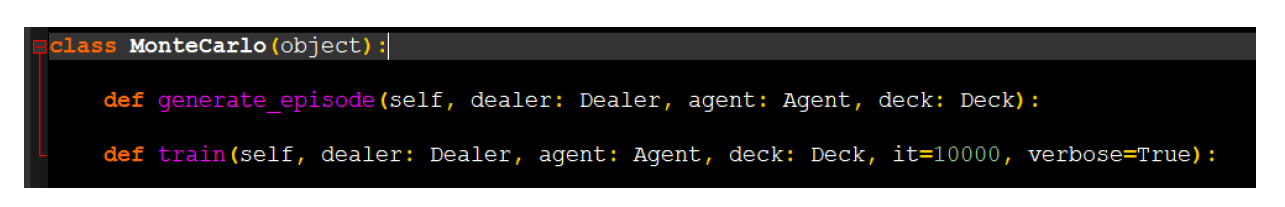 class MonteCarlo(object):
def generate_episode(self, dealer: Dealer, agent: Agent, deck: Deck):
def train(self, dealer: Dealer, agent: Agent, deck: Deck, it=10000, verbose=True):